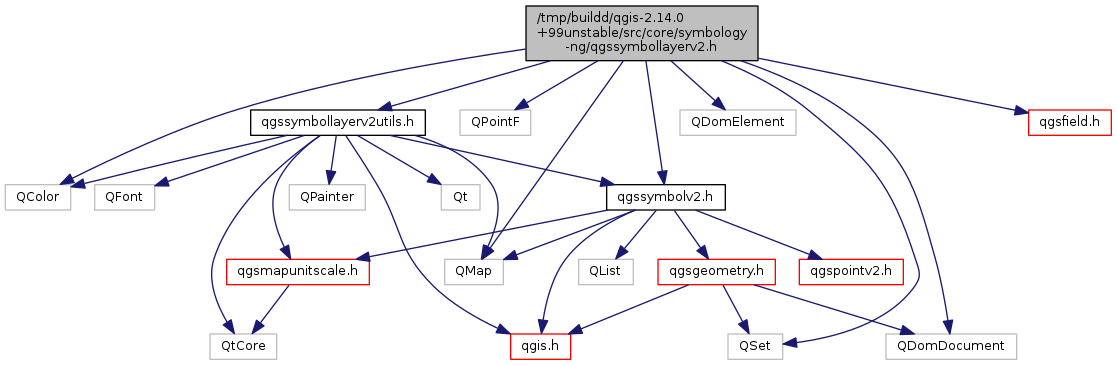 /tmp/buildd/qgis-2.14.0
+99unstable/src/core/symbology
-ng/qgssymbollayerv2.h
qgssymbollayerv2utils.h
QPointF
QDomElement
qgsfield.h
QColor
QFont
QPainter
Qt
qgssymbolv2.h
qgsmapunitscale.h
QMap
QList
qgsgeometry.h
qgspointv2.h
QtCore
qgis.h
QSet
QDomDocument